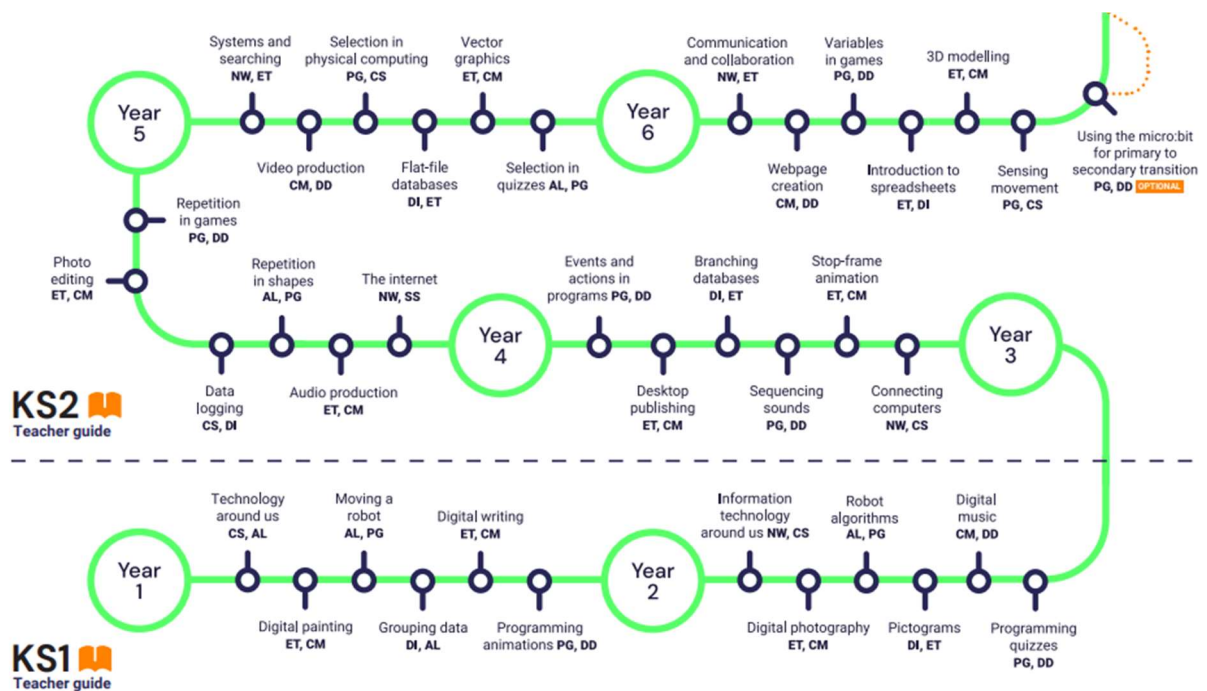 Systems and
searching
NW, ET
Selection in
physical computing
PG, CS
Vector
graphics
ET, CM
Communication
and collaboration
NW, ET
Variables
in games
PG, DD
3D modelling
ET, CM
Year
5
Year
6
Video production
CM, DD
Flat-file
databases
DI, ET
Selection in
quizzes AL, PG
Webpage
creation
CM, DD
Introduction to
spreadsheets
ET, DI
Sensing
movement
PG, CS
Using the micro:bit
for primary to
secondary transition
PG, DD OPTIONAL
Repetition
in games
PG, DD
Photo
editing
ET, CM
Repetition
in shapes
AL, PG
The internet
NW, SS
Events and
actions in
programs PG, DD
Branching
databases
DI, ET
Stop-frame
animation
ET, CM
Year
4
Year
3
Data
logging
CS, DI
Audio production
ET, CM
Desktop
publishing
ET, CM
Sequencing
sounds
PG, DD
Connecting
computers
NW, CS
KS2
Teacher guide
Technology
around us
CS, AL
Moving a
robot
AL, PG
Digital writing
ET, CM
Information
technology
around us NW, CS
Robot
algorithms
AL, PG
Digital
music
CM, DD
Year
1
Year
2
Digital painting
ET, CM
Grouping data
DI, AL
Programming
animations PG, DD
Digital photography
ET, CM
Pictograms
DI, ET
Programming
quizzes
PG, DD
KS1
Teacher guide